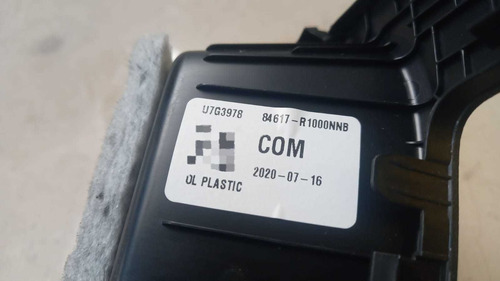 U7G3978 84617-R1000NNB
COM
2020-07-16
OL PLASTIC